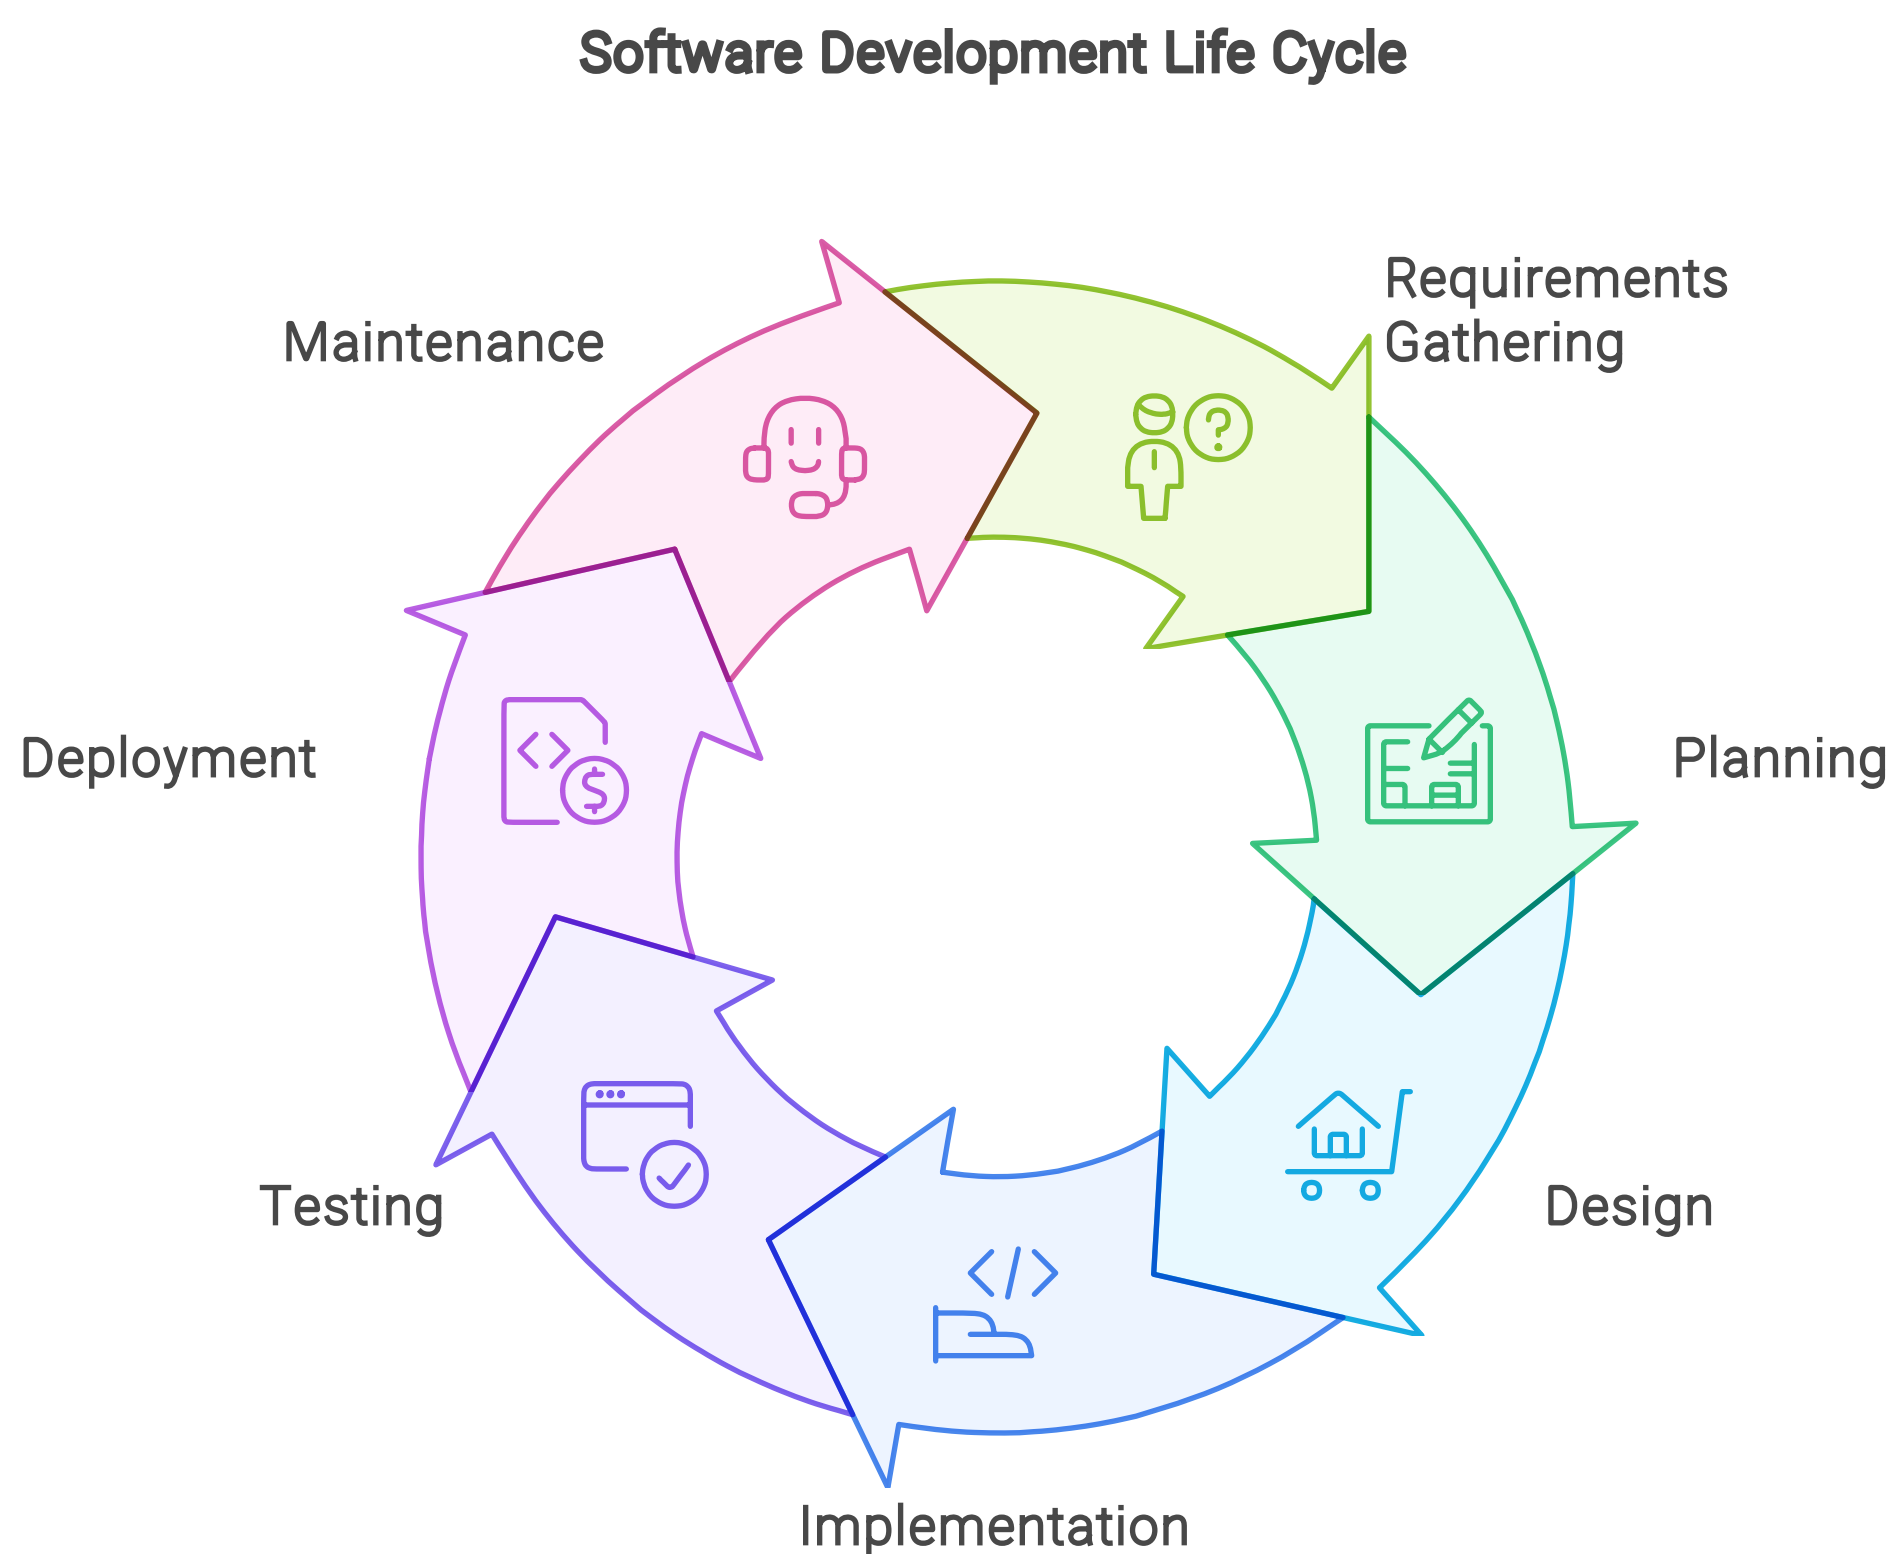 Software Development Life Cycle
Requirements
Gathering
Maintenance
?
Deployment
$
Planning
Testing
</>
Design
Implementation